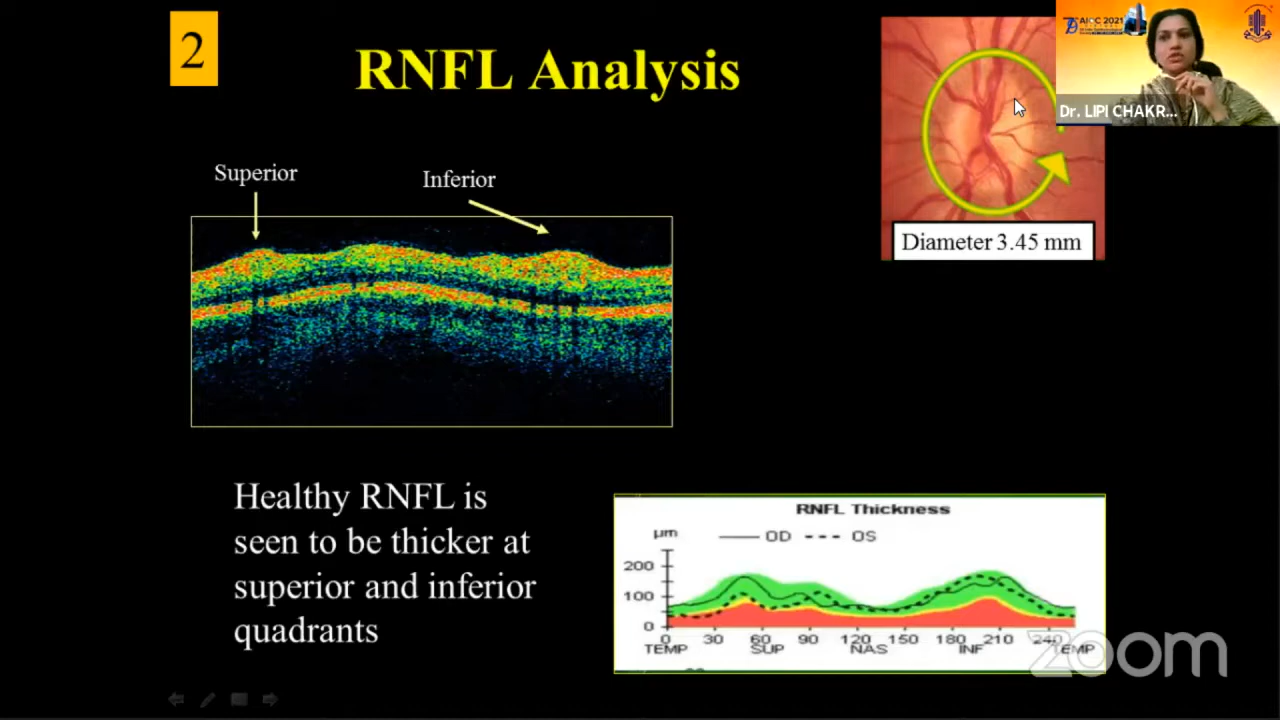 2
RNFL Analysis
AIOC 2021
Dr. LIPI CHAKR...
Superior
Inferior
Diameter 3.45 mm
Healthy RNFL is
seen to be thicker at
superior and inferior
quadrants
RNFL Thickness
µm
OD
OS
200
100
0
0 30 60 90 120 150 180 210 240
TEMP SUP NAS INF TEMP
zoom